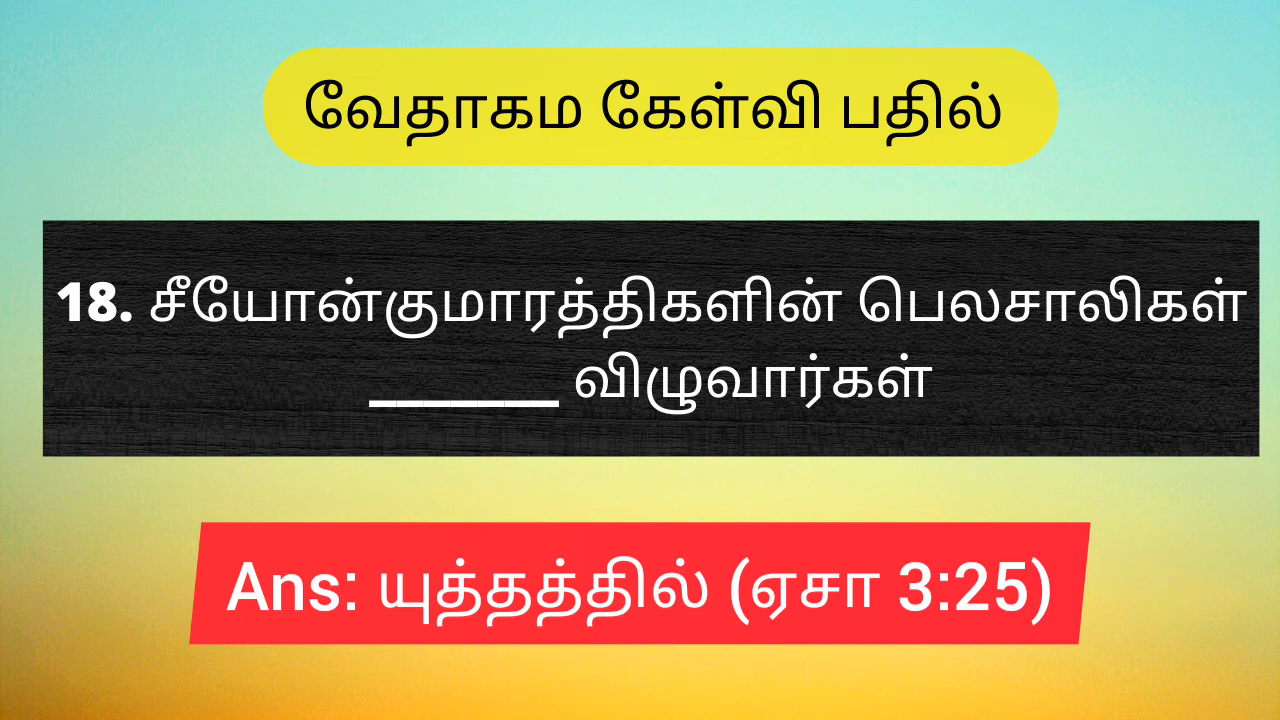 வேதாகம கேள்வி பதில்
18. சீயோன்குமாரத்திகளின் பெலசாலிகள்
_______ விழுவார்கள்
Ans: யுத்தத்தில் (ஏசா 3:25)